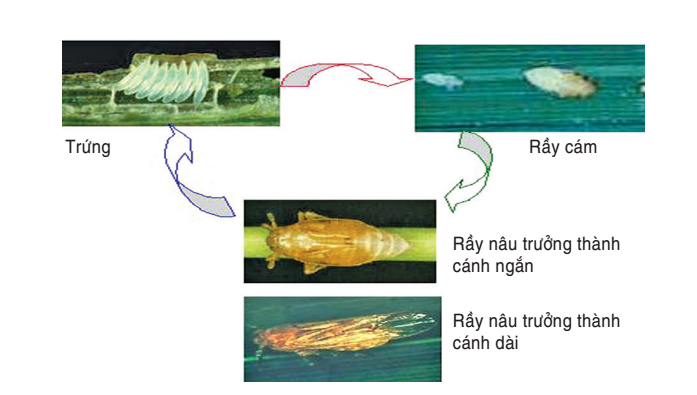 Trứng
Rầy cám
Rầy nâu trưởng thành
cánh ngắn
Rầy nâu trưởng thành
cánh dài